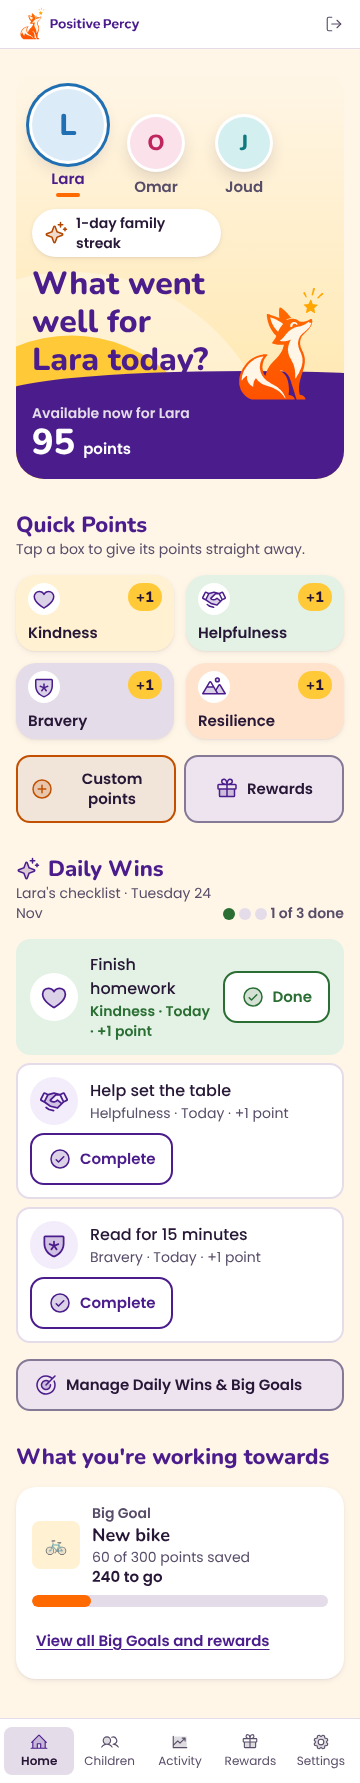 Positive Percy
L
O
J
Lara
Omar
Joud
1-day family
streak
What went
well for
Lara today?
Available now for Lara
95 points
Quick Points
Tap a box to give its points straight away.
+1
Kindness
+1
Helpfulness
+1
Bravery
+1
Resilience
Custom
points
Rewards
Daily Wins
Lara's checklist · Tuesday 24
Nov
1 of 3 done
Finish
homework
Kindness · Today
· +1 point
Done
Help set the table
Helpfulness · Today · +1 point
Complete
Read for 15 minutes
Bravery · Today · +1 point
Complete
Manage Daily Wins & Big Goals
What you're working towards
Big Goal
New bike
60 of 300 points saved
240 to go
View all Big Goals and rewards
Home
Children
Activity
Rewards
Settings